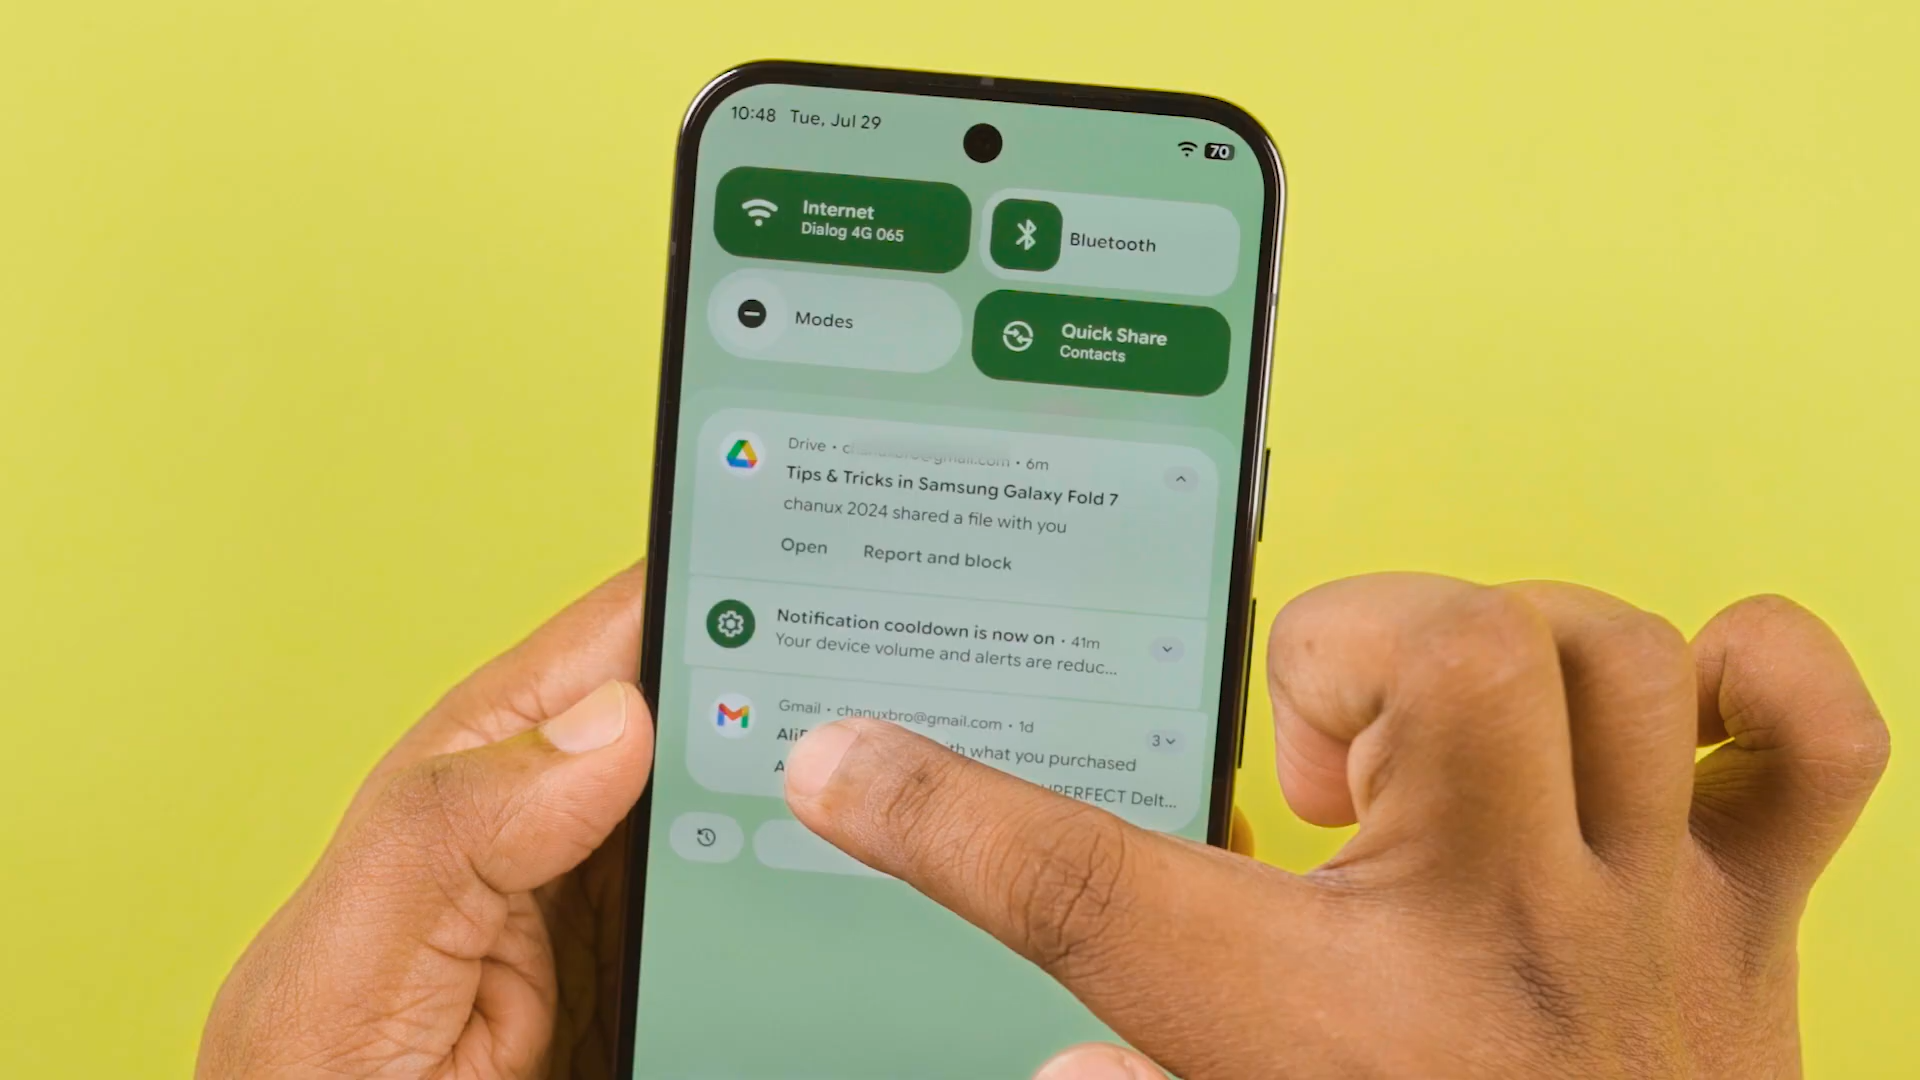 10:48 Tue, Jul 29
70
Internet
Dialog 4G 065
Bluetooth
Modes
Quick Share
Contacts
Drive • @gmail.com • 6m
Tips & Tricks in Samsung Galaxy Fold 7
chanux 2024 shared a file with you
Open Report and block
Notification cooldown is now on • 41m
Your device volume and alerts are reduc...
Gmail • chanuxbro@gmail.com • 1d
3
what you purchased
Delt...